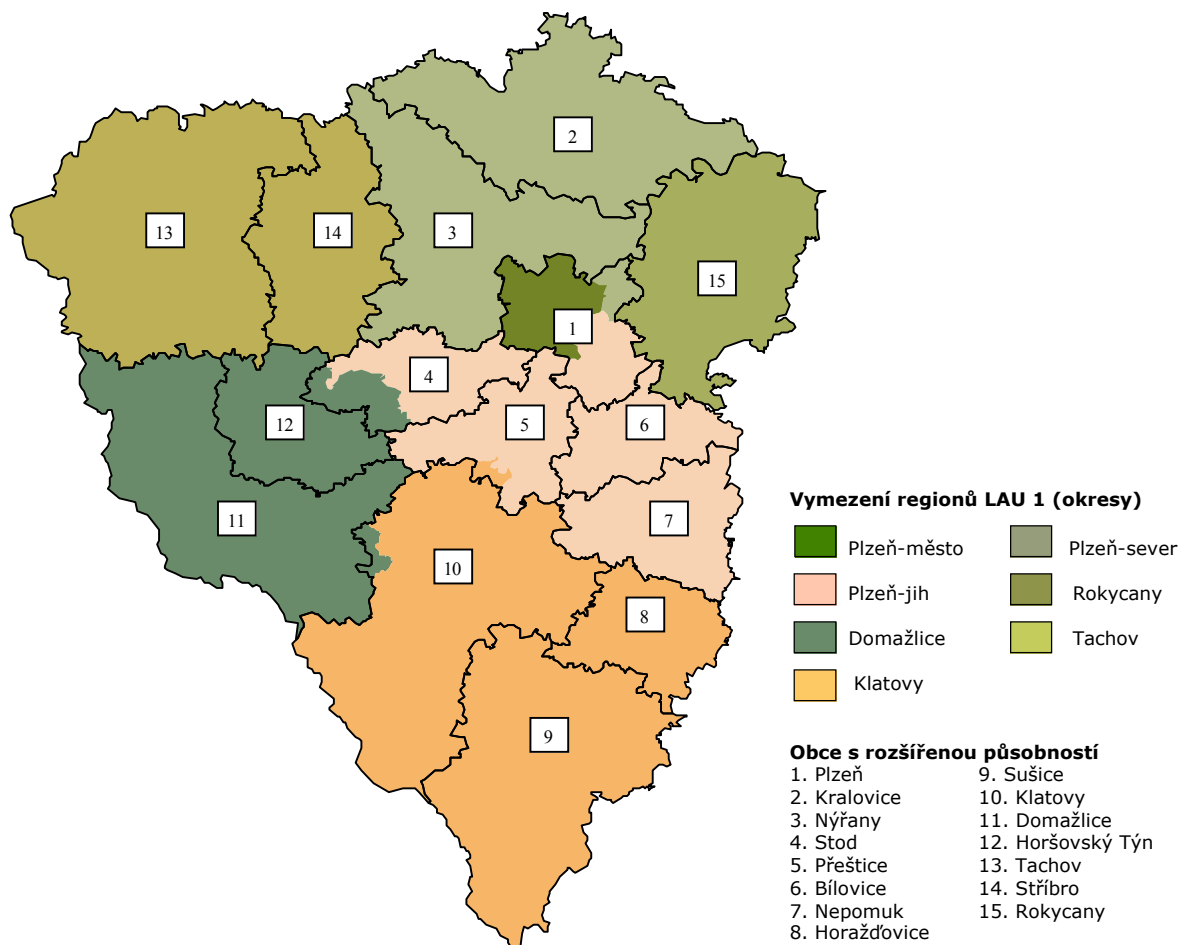 2
13
14
3
15
1
4
12
5
6
11
7
10
8
9
Vymezení regionů LAU 1 (okresy)
Plzeň-město
Plzeň-sever
Plzeň-jih
Rokycany
Domažlice
Tachov
Klatovy
Obce s rozšířenou působností
1. Plzeň
2. Kralovice
3. Nýřany
4. Stod
5. Přeštice
6. Bílovice
7. Nepomuk
8. Horažďovice
9. Sušice
10. Klatovy
11. Domažlice
12. Horšovský Týn
13. Tachov
14. Stříbro
15. Rokycany